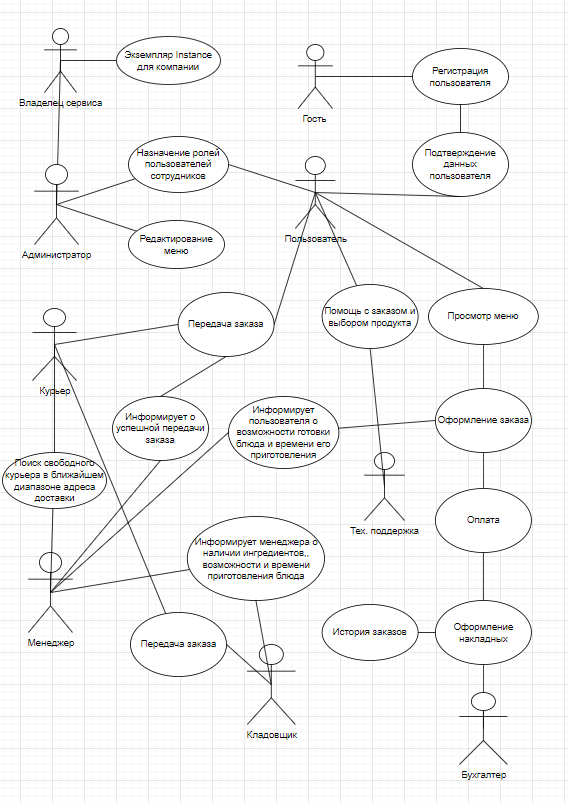 Экземпляр Instance
для компании
Владелец сервиса
Регистрация
пользователя
Гость
Назначение ролей
пользователей
сотрудников
Подтверждение
данных
пользователя
Администратор
Редактирование
меню
Пользователь
Передача заказа
Помощь с заказом и
выбором продукта
Просмотр меню
Курьер
Информирует о
успешной передачи
заказа
Информирует
пользователя о
возможности готовки
блюда и времени его
приготовления
Оформление заказа
Поиск свободного
курьера в ближайшем
диапазоне адреса
доставки
Тех. поддержка
Оплата
Информирует менеджера о
наличии ингредиентов,,
возможности и времени
приготовления блюда
Менеджер
Передача заказа
История заказов
Оформление
накладных
Кладовщик
Бухгалтер